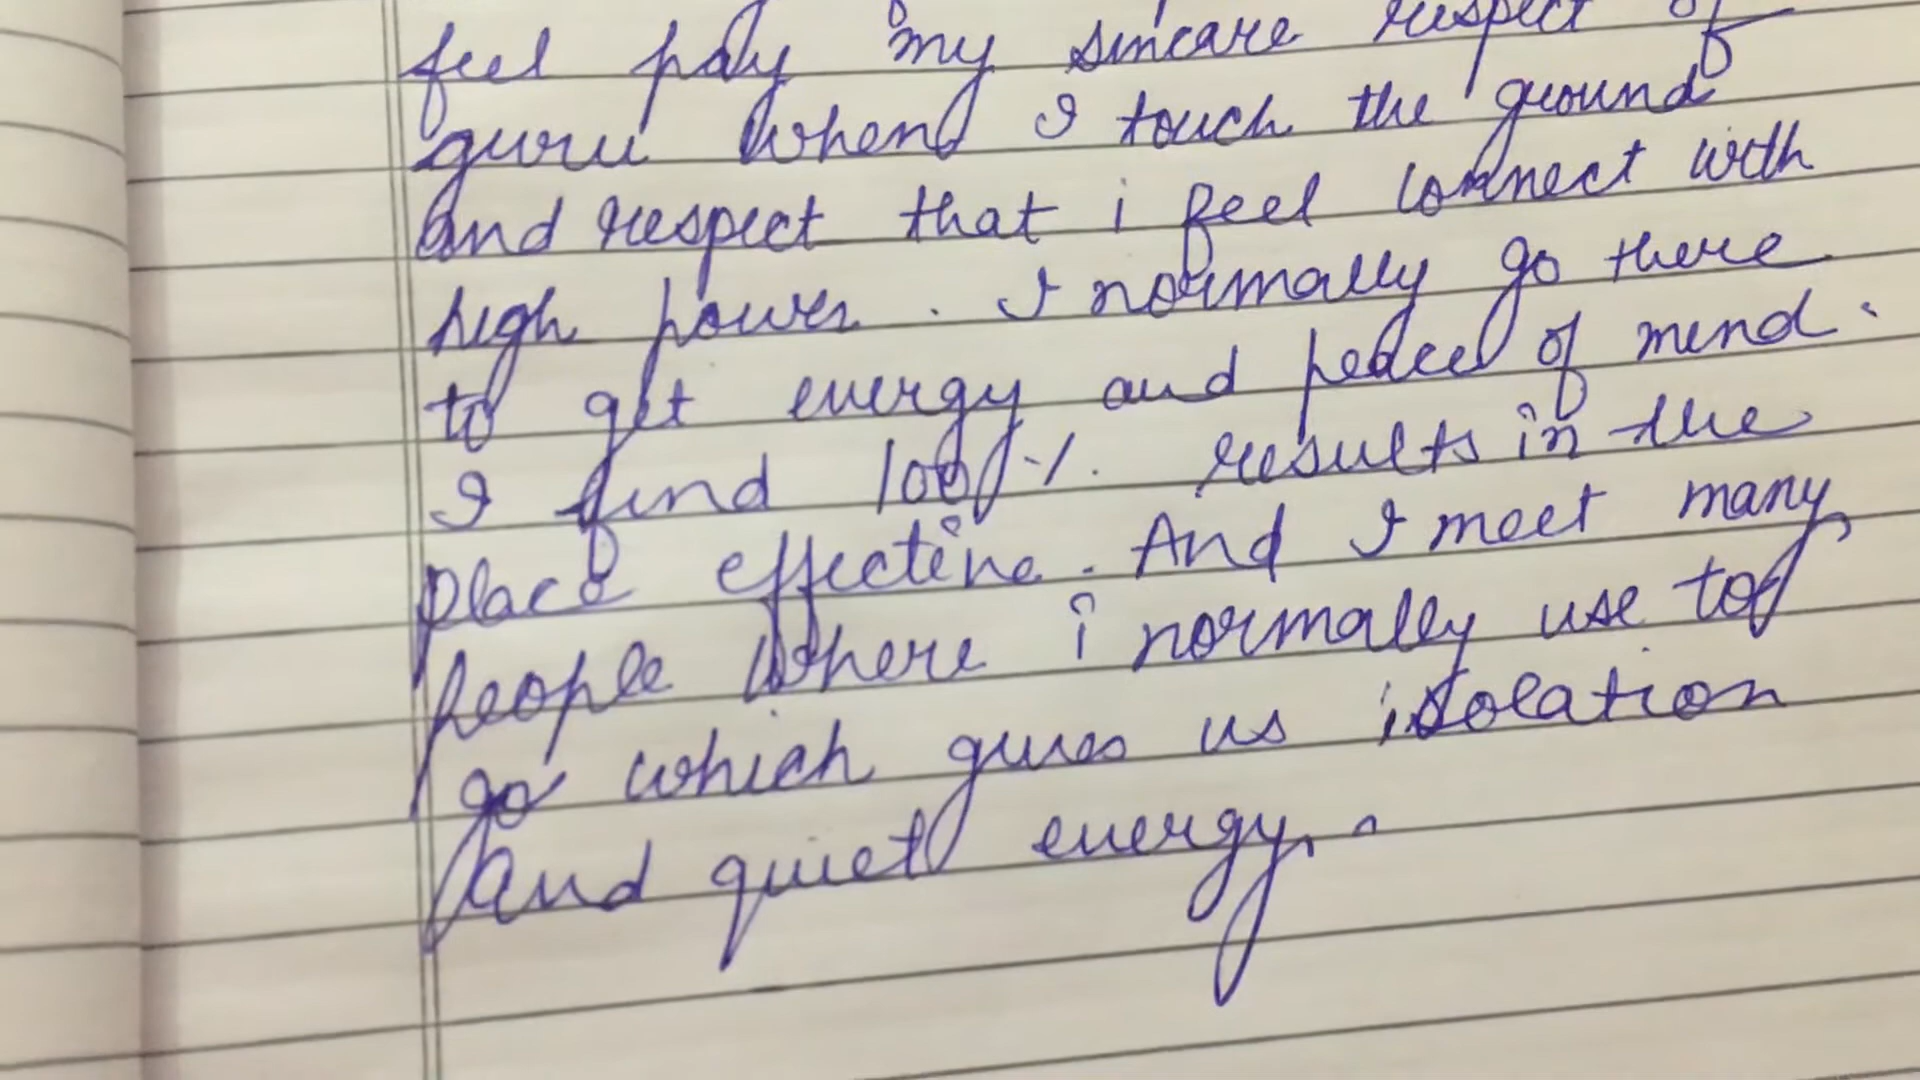 feel pay my sincare respect of
guru when I touch the ground
and respect that i feel connect with
high power. I normally go there
to get energy and peace of mind.
I find 100%. results in the
place effective. And I meet many
people where i normally use to
go which gives us isolation
and quiet energy.